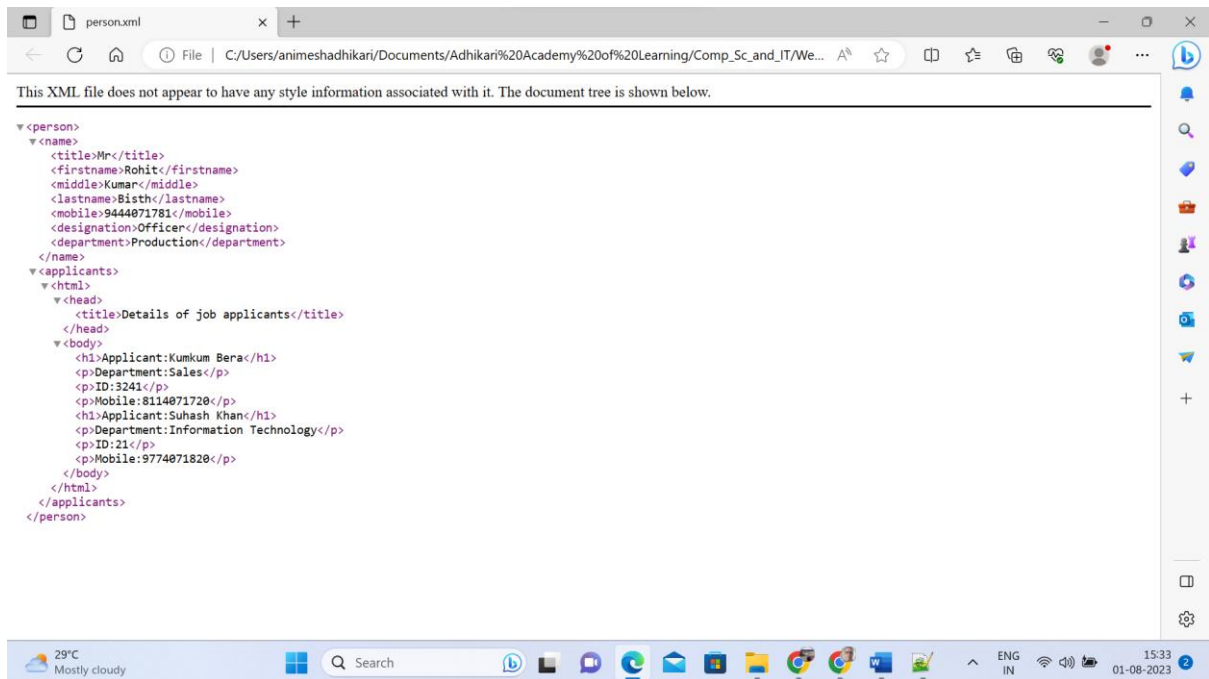 person.xml
File | C:/Users/animeshadhikari/Documents/Adhikari%20Academy%20of%20Learning/Comp_Sc_and_IT/We...
This XML file does not appear to have any style information associated with it. The document tree is shown below.
▼<person>
▼<name>
<title>Mr</title>
<firstname>Rohit</firstname>
<middle>Kumar</middle>
<lastname>Bisth</lastname>
<mobile>9444071781</mobile>
<designation>Officer</designation>
<department>Production</department>
</name>
▼<applicants>
▼<html>
▼<head>
<title>Details of job applicants</title>
</head>
▼<body>
<h1>Applicant:Kumkum Bera</h1>
<p>Department:Sales</p>
<p>ID:3241</p>
<p>Mobile:8114071720</p>
<h1>Applicant:Suhash Khan</h1>
<p>Department:Information Technology</p>
<p>ID:21</p>
<p>Mobile:9774071820</p>
</body>
</html>
</applicants>
</person>
29°C
Mostly cloudy
Search
ENG
IN
15:33
01-08-2023
2